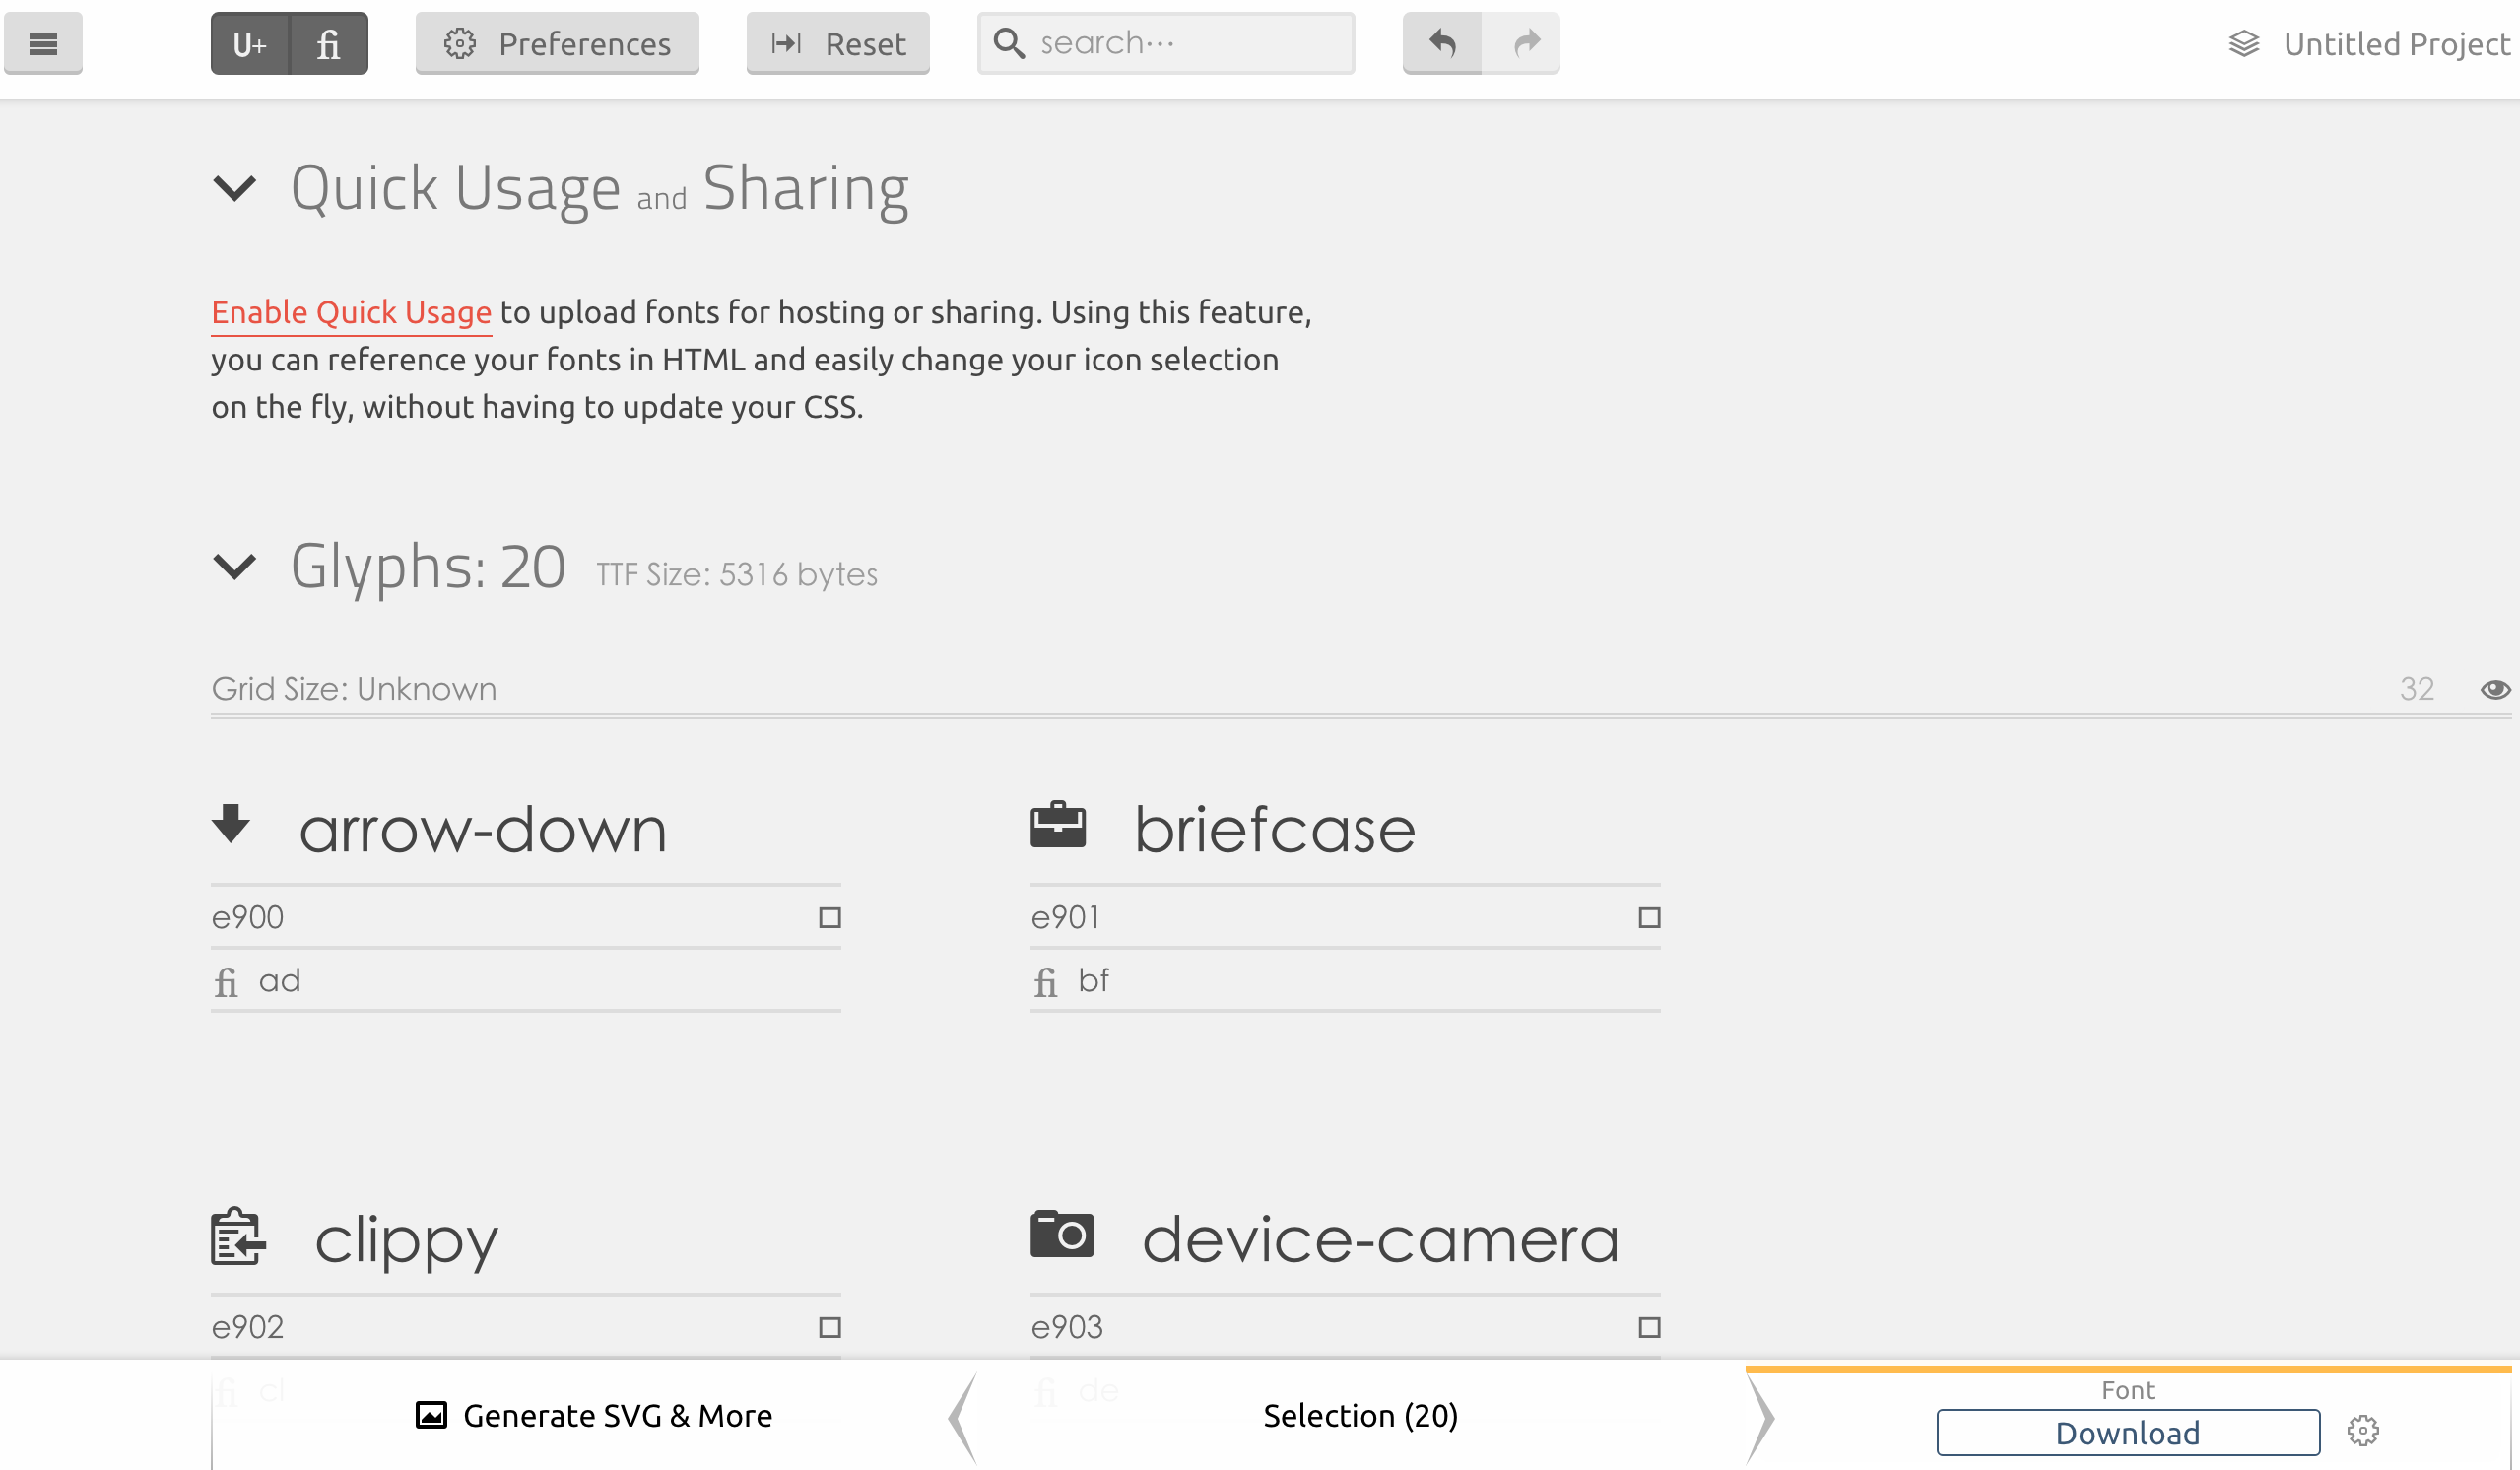 U+ fi Preferences Reset search··· Untitled Project
Quick Usage and Sharing
Enable Quick Usage to upload fonts for hosting or sharing. Using this feature,
you can reference your fonts in HTML and easily change your icon selection
on the fly, without having to update your CSS.
Glyphs: 20 TTF Size: 5316 bytes
Grid Size: Unknown 32
arrow-down briefcase
e900 e901
fi ad fi bf
clippy device-camera
e902 e903
fi cl fi de
Generate SVG & More Selection (20) Font
Download